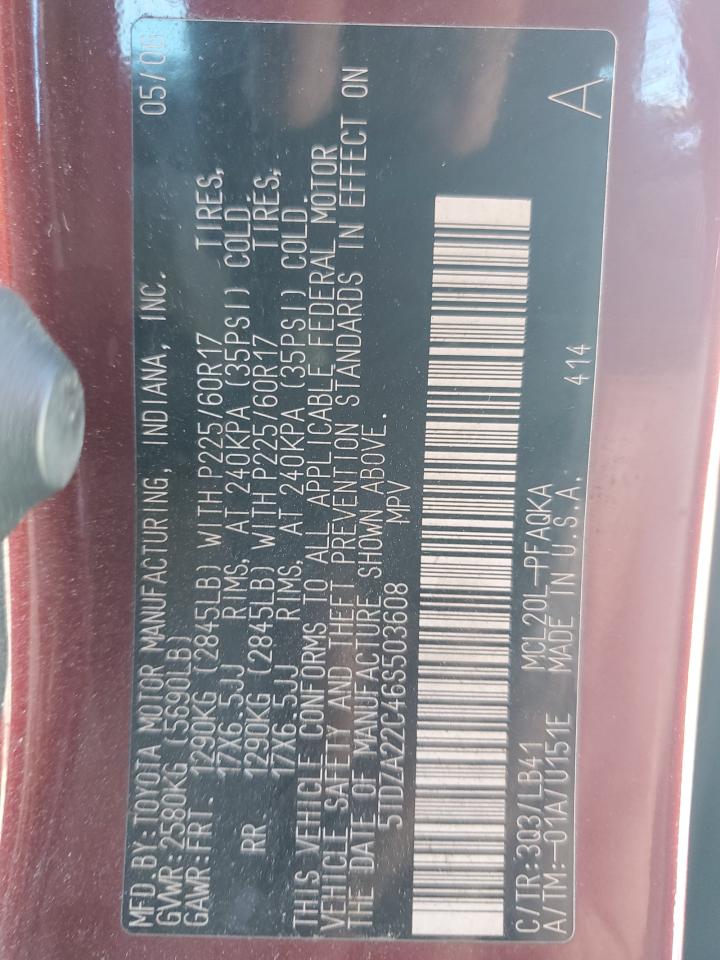 MFD.BY:TOYOTA MOTOR MANUFACTURING, INDIANA, INC. 05/06
GVWR:2580KG (5690LB)
GAWR:FRT. 1290KG (2845LB) WITH P225/60R17 TIRES,
17X6.5JJ RIMS, AT 240KPA (35PSI) COLD.
RR 1290KG (2845LB) WITH P225/60R17 TIRES,
17X6.5JJ RIMS, AT 240KPA (35PSI) COLD.
THIS VEHICLE CONFORMS TO ALL APPLICABLE FEDERAL MOTOR
VEHICLE SAFETY AND THEFT PREVENTION STANDARDS IN EFFECT ON
THE DATE OF MANUFACTURE SHOWN ABOVE.
5TDZA22C46S503608 MPV
C/TR:3Q3/LB41 MCL20L-PFAQKA
A/TM:-01A/U151E MADE IN U.S.A. 414 A